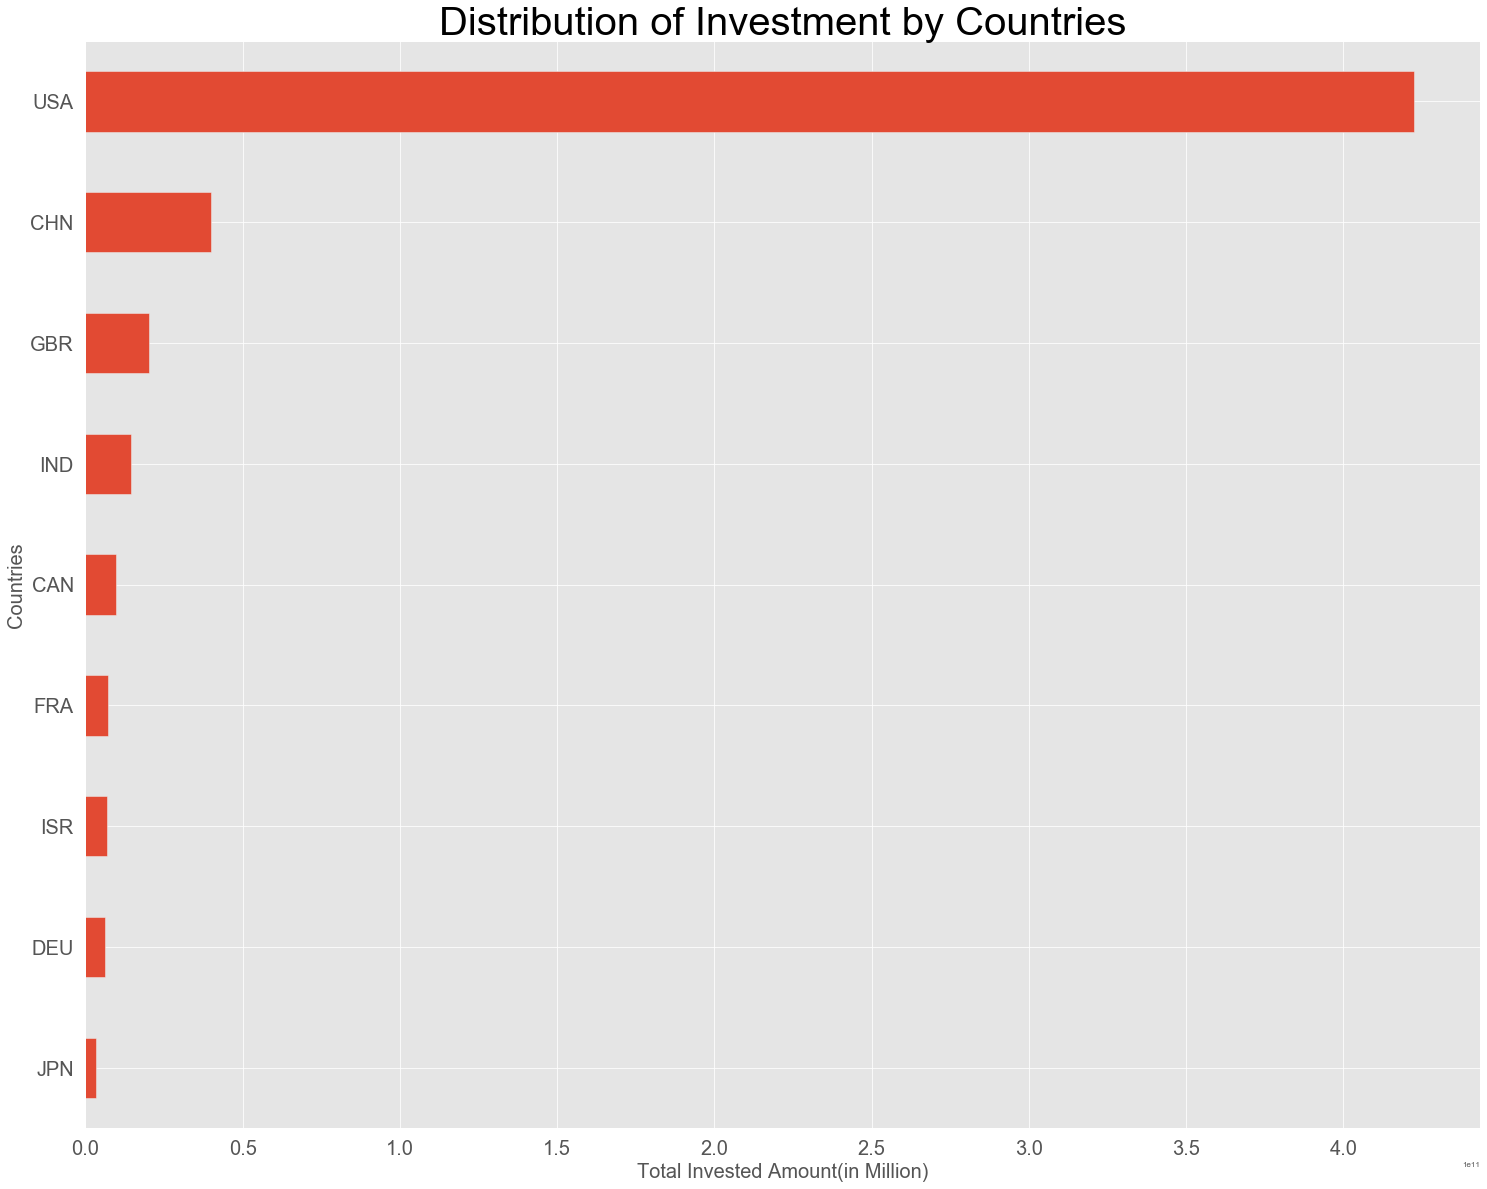 Distribution of Investment by Countries
USA
CHN
GBR
IND
CAN
FRA
ISR
DEU
JPN
Countries
0.0 0.5 1.0 1.5 2.0 2.5 3.0 3.5 4.0
Total Invested Amount(in Million)
1e11